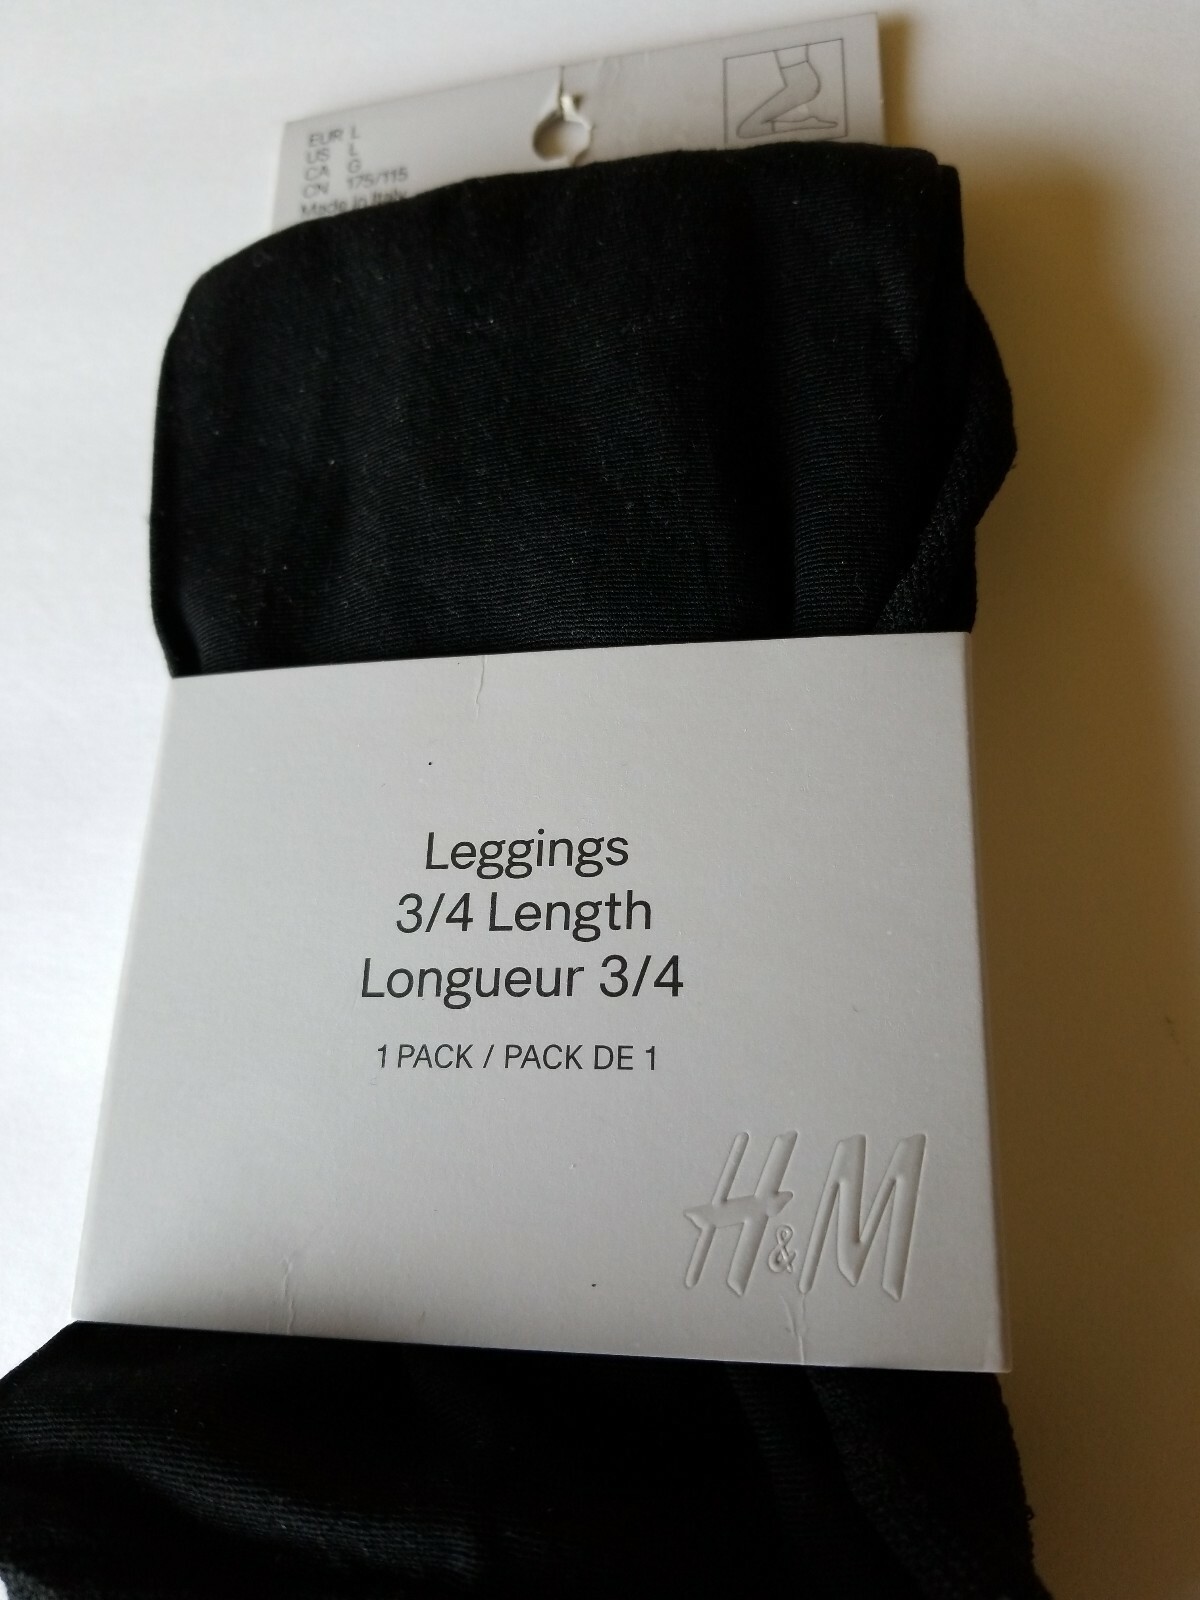 EUR L
US L
CA G
CN 175/115
Made in Italy
Leggings
3/4 Length
Longueur 3/4
1 PACK / PACK DE 1
H&M